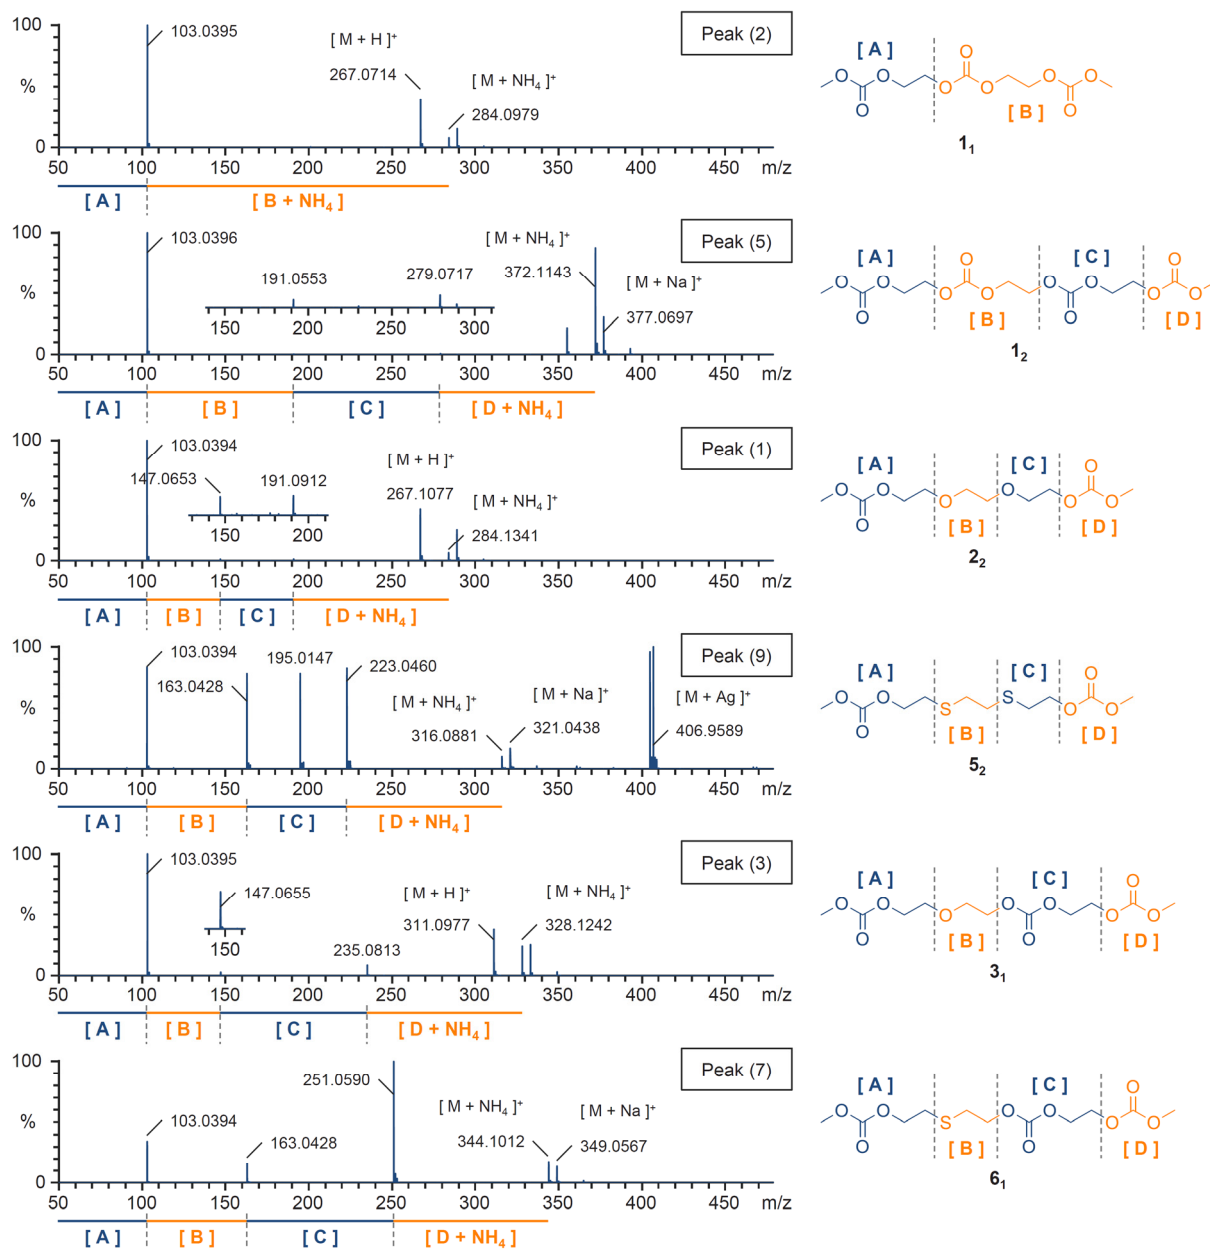 100
%
0
103.0395
[ M + H ]⁺
267.0714
[ M + NH₄ ]⁺
284.0979
Peak (2)
50 100 150 200 250 300 350 400 450 m/z
[ A ] [ B + NH₄ ]
[ A ]
O O O O O O O O O
[ B ]
1₁
100
%
0
103.0396
191.0553
279.0717
150 200 250 300
[ M + NH₄ ]⁺
372.1143
[ M + Na ]⁺
377.0697
Peak (5)
50 100 150 200 250 300 350 400 450 m/z
[ A ] [ B ] [ C ] [ D + NH₄ ]
[ A ] [ C ]
O O O O O O O O O O O O
[ B ] [ D ]
1₂
100
%
0
103.0394
147.0653
191.0912
150 200
[ M + H ]⁺
267.1077
[ M + NH₄ ]⁺
284.1341
Peak (1)
50 100 150 200 250 300 350 400 450 m/z
[ A ] [ B ] [ C ] [ D + NH₄ ]
[ A ] [ C ]
O O O O O O O O
[ B ] [ D ]
2₂
100
%
0
103.0394
163.0428
195.0147
223.0460
[ M + NH₄ ]⁺
316.0881
[ M + Na ]⁺
321.0438
[ M + Ag ]⁺
406.9589
Peak (9)
50 100 150 200 250 300 350 400 450 m/z
[ A ] [ B ] [ C ] [ D + NH₄ ]
[ A ] [ C ]
O O O S S O O O
[ B ] [ D ]
5₂
100
%
0
103.0395
147.0655
150
235.0813
[ M + H ]⁺
311.0977
[ M + NH₄ ]⁺
328.1242
Peak (3)
50 100 150 200 250 300 350 400 450 m/z
[ A ] [ B ] [ C ] [ D + NH₄ ]
[ A ] [ C ]
O O O O O O O O O O
[ B ] [ D ]
3₁
100
%
0
103.0394
163.0428
251.0590
[ M + NH₄ ]⁺
344.1012
[ M + Na ]⁺
349.0567
Peak (7)
50 100 150 200 250 300 350 400 450 m/z
[ A ] [ B ] [ C ] [ D + NH₄ ]
[ A ] [ C ]
O O O S O O O O O O
[ B ] [ D ]
6₁